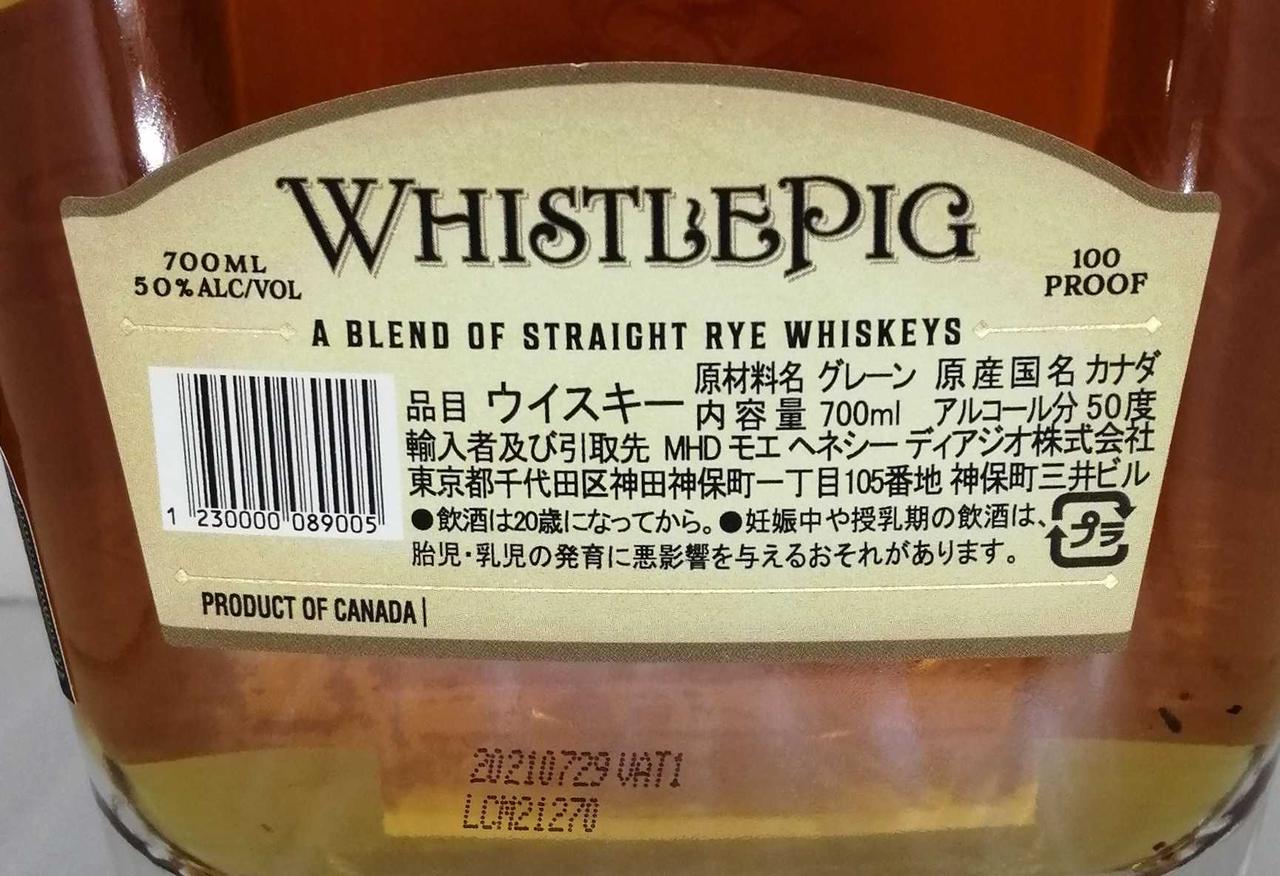 WHISTLEPIG
700ML
50%ALC/VOL
100
PROOF
A BLEND OF STRAIGHT RYE WHISKEYS
品目 ウイスキー
原材料名 グレーン 原産国名 カナダ
内容量 700ml アルコール分 50度
輸入者及び引取先 MHD モエ ヘネシー ディアジオ株式会社
東京都千代田区神田神保町一丁目105番地 神保町三井ビル
●飲酒は20歳になってから。●妊娠中や授乳期の飲酒は、
胎児・乳児の発育に悪影響を与えるおそれがあります。
プラ
1 230000 089005
PRODUCT OF CANADA|
20210729 VAT1
LCM21270